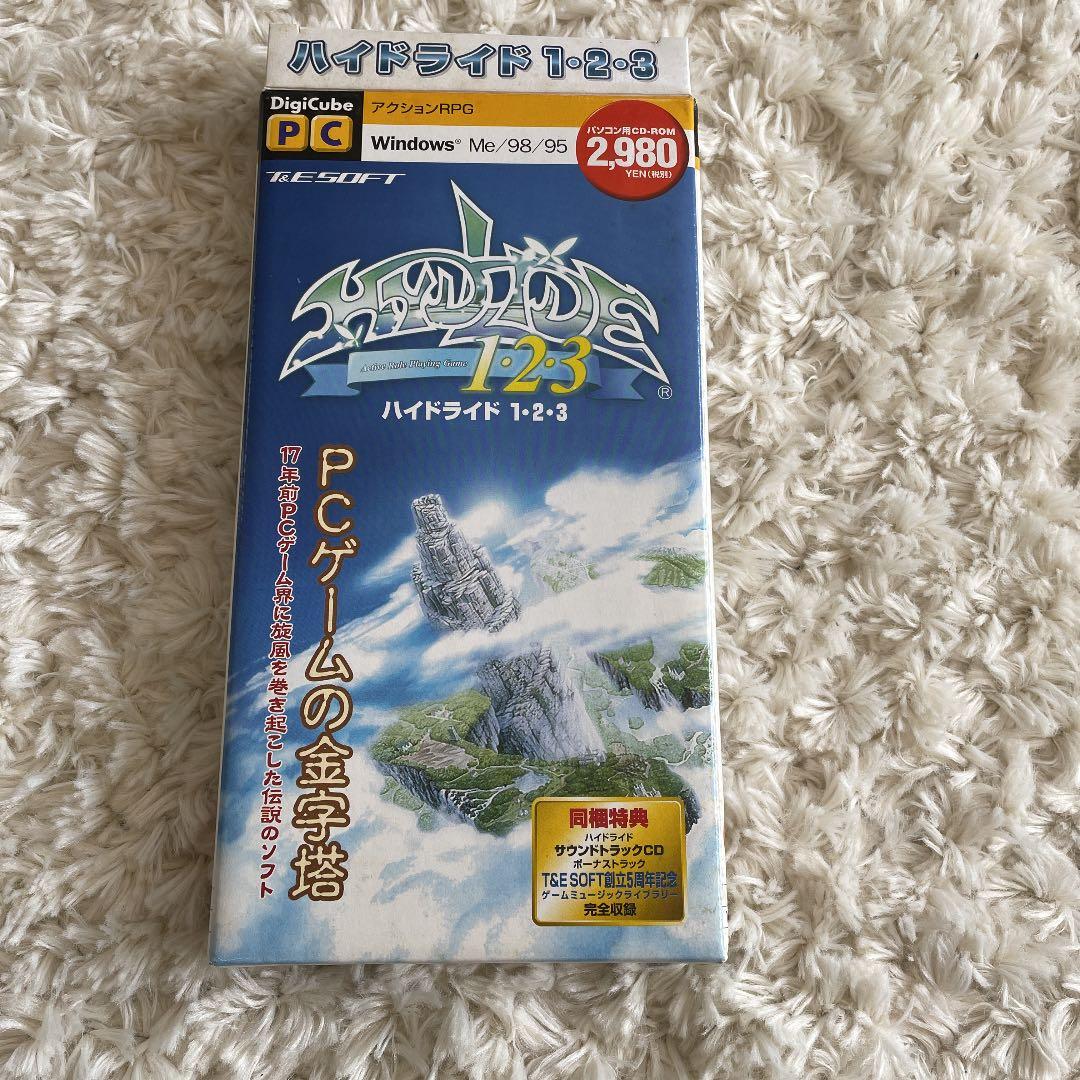 ハイドライド 1・2・3
DigiCube
PC
アクションRPG
Windows® Me/98/95
パソコン用CD-ROM
2,980
YEN(税別)
T&E SOFT
HYDLIDE
Active Role Playing Game
1・2・3
®
ハイドライド 1・2・3
PCゲームの金字塔
17年前PCゲーム界に旋風を巻き起こした伝説のソフト
同梱特典
ハイドライド
サウンドトラックCD
ボーナストラック
T&E SOFT創立5周年記念
ゲームミュージックライブラリー
完全収録